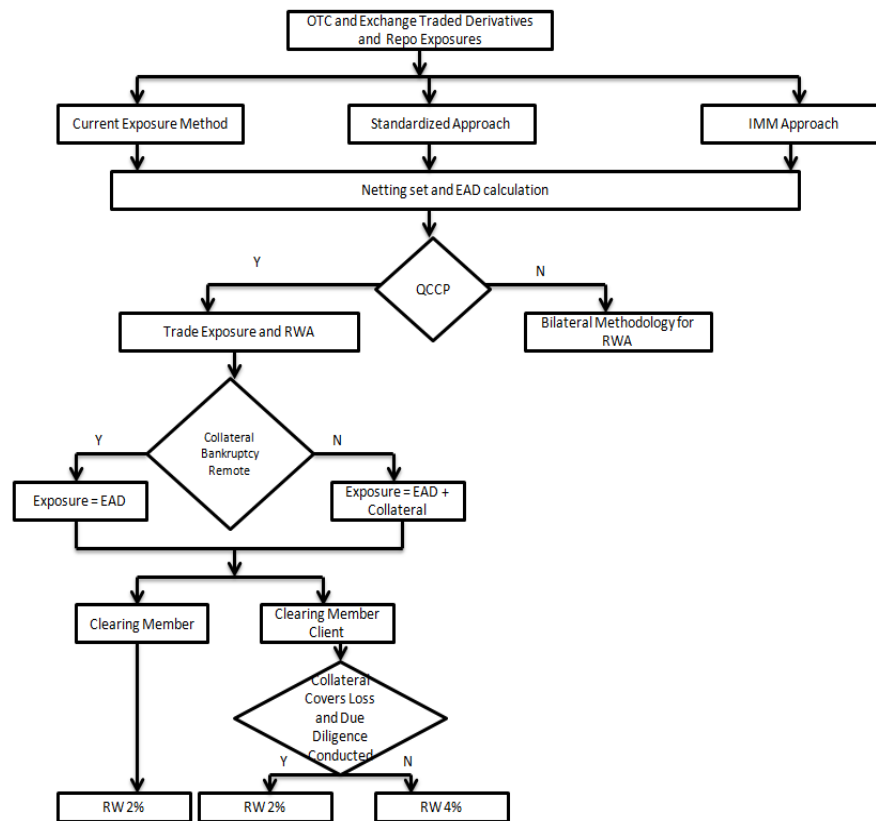 OTC and Exchange Traded Derivatives
and Repo Exposures
Current Exposure Method
Standardized Approach
IMM Approach
Netting set and EAD calculation
Y
QCCP
N
Trade Exposure and RWA
Bilateral Methodology for
RWA
Y
Collateral
Bankruptcy
Remote
N
Exposure = EAD
Exposure = EAD +
Collateral
Clearing Member
Clearing Member
Client
Collateral
Covers Loss
and Due
Diligence
Conducted
Y
N
RW 2%
RW 2%
RW 4%